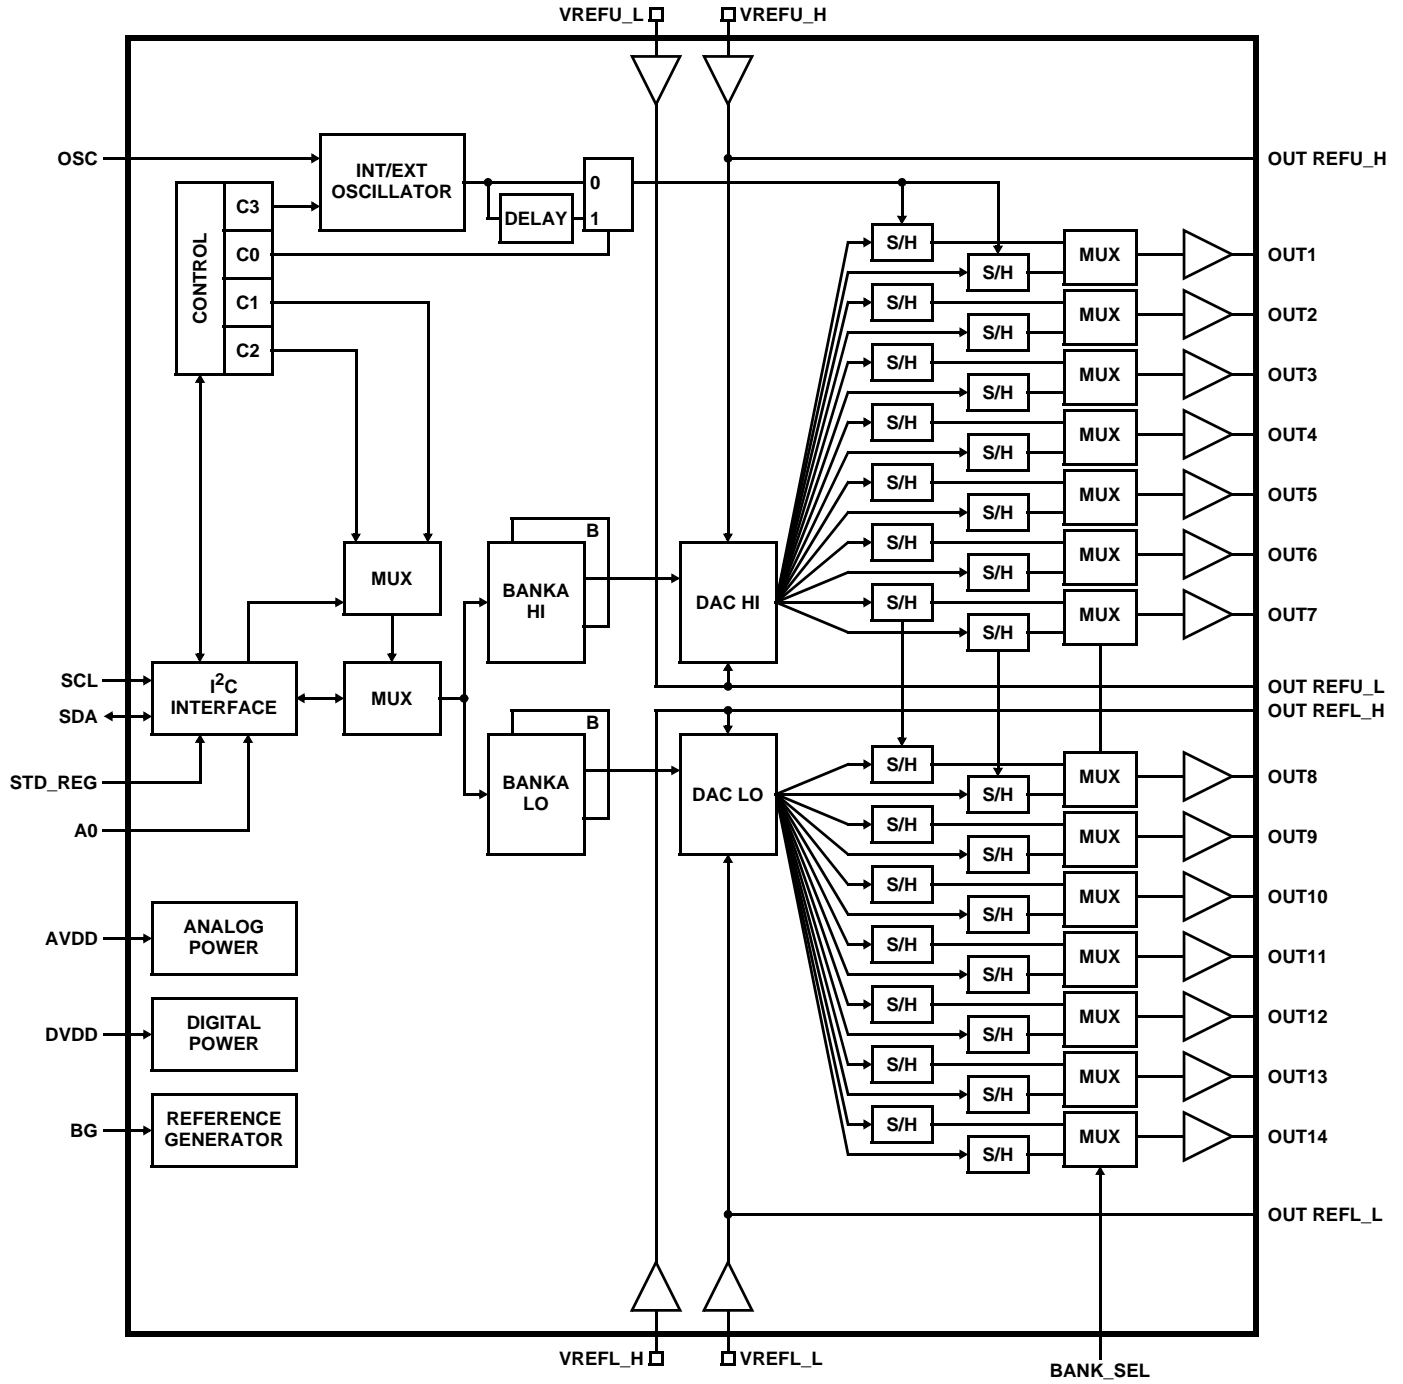 VREFU_L
VREFU_H
OSC
INT/EXT
OSCILLATOR
0
DELAY
1
OUT REFU_H
CONTROL
C3
C0
C1
C2
S/H
MUX
OUT1
S/H
S/H
MUX
OUT2
S/H
S/H
MUX
OUT3
S/H
S/H
MUX
OUT4
S/H
S/H
MUX
OUT5
S/H
S/H
MUX
OUT6
S/H
S/H
MUX
OUT7
S/H
MUX
B
BANKA
HI
DAC HI
SCL
SDA
I2C
INTERFACE
MUX
OUT REFU_L
OUT REFL_H
STD_REG
A0
B
BANKA
LO
DAC LO
S/H
MUX
OUT8
S/H
S/H
MUX
OUT9
S/H
S/H
MUX
OUT10
S/H
S/H
MUX
OUT11
S/H
S/H
MUX
OUT12
S/H
S/H
MUX
OUT13
S/H
S/H
MUX
OUT14
S/H
AVDD
ANALOG
POWER
DVDD
DIGITAL
POWER
BG
REFERENCE
GENERATOR
OUT REFL_L
VREFL_H
VREFL_L
BANK_SEL